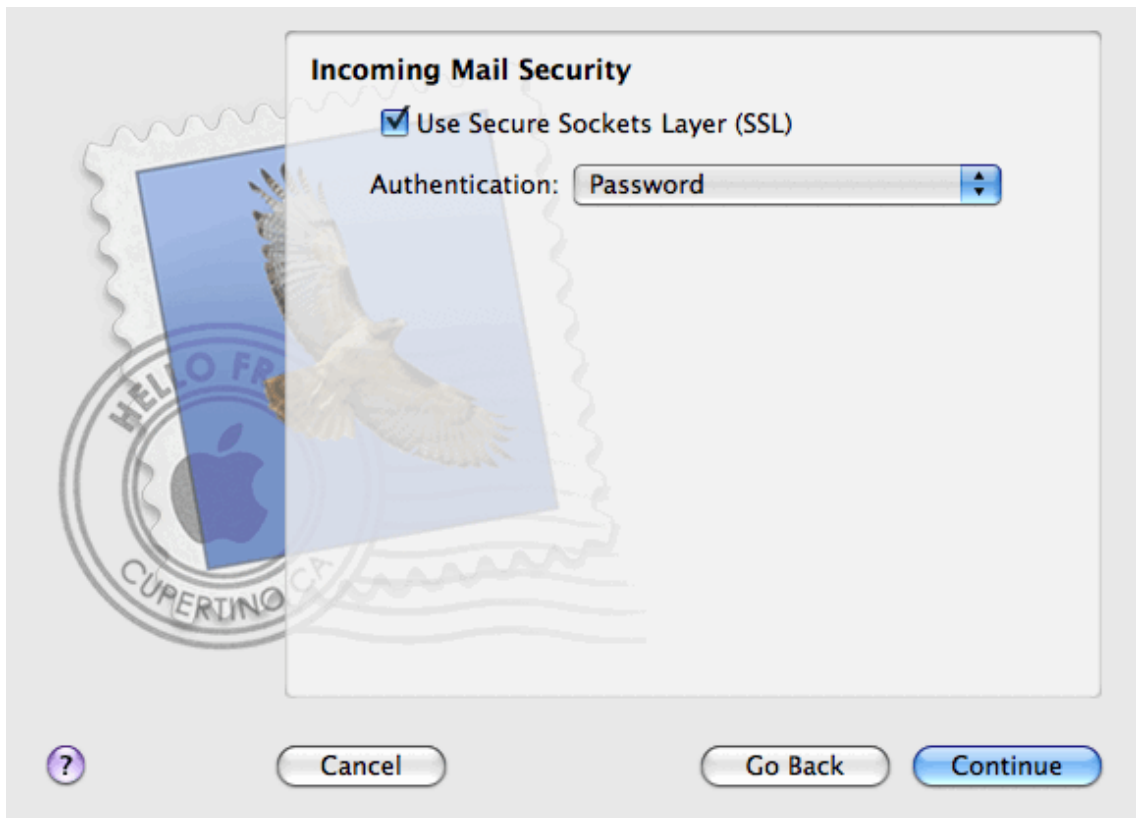 Incoming Mail Security
Use Secure Sockets Layer (SSL)
Authentication: Password
HELLO FR
CUPERTINO CA
?
Cancel
Go Back
Continue